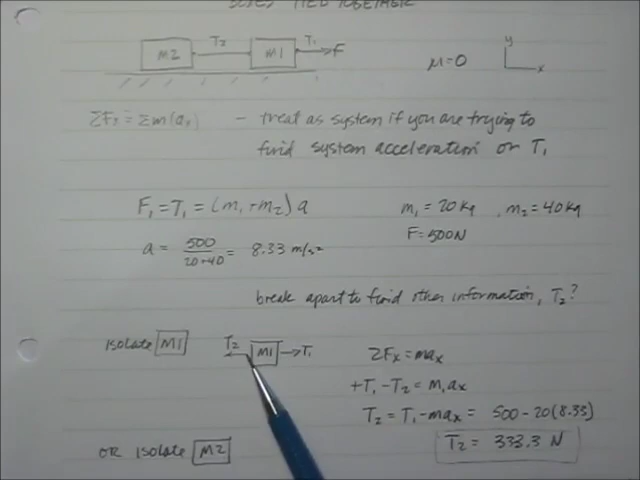 TIED TOGETHER
M2 T2 M1 T1 F
μ=0 y x
ΣFx = Σm(ax) - treat as system if you are trying to
find system acceleration or T1
F1 = T1 = (m1+m2) a m1 = 20 kg, m2 = 40 kg
F = 500N
a = 500/20+40 = 8.33 m/s²
break apart to find other information, T2?
isolate M1 T2 M1 T1 ΣFx = max
+T1 - T2 = m1ax
T2 = T1 - max = 500 - 20(8.33)
T2 = 333.3 N
OR isolate M2